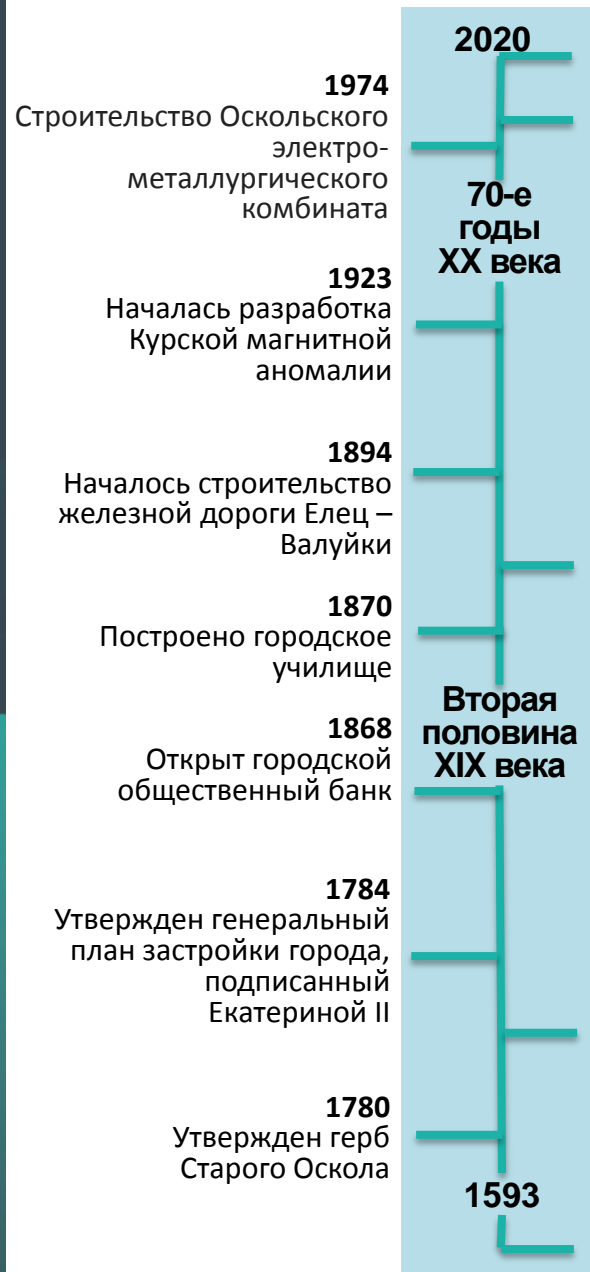 2020
1974
Строительство Оскольского
электро-
металлургического
комбината
70-е
годы
XX века
1923
Началась разработка
Курской магнитной
аномалии
1894
Началось строительство
железной дороги Елец –
Валуйки
1870
Построено городское
училище
Вторая
половина
XIX века
1868
Открыт городской
общественный банк
1784
Утвержден генеральный
план застройки города,
подписанный
Екатериной II
1780
Утвержден герб
Старого Оскола
1593